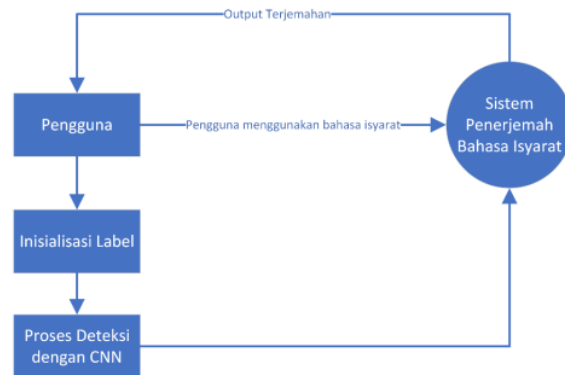 Output Terjemahan
Pengguna
Pengguna menggunakan bahasa isyarat
Sistem
Penerjemah
Bahasa Isyarat
Inisialisasi Label
Proses Deteksi
dengan CNN